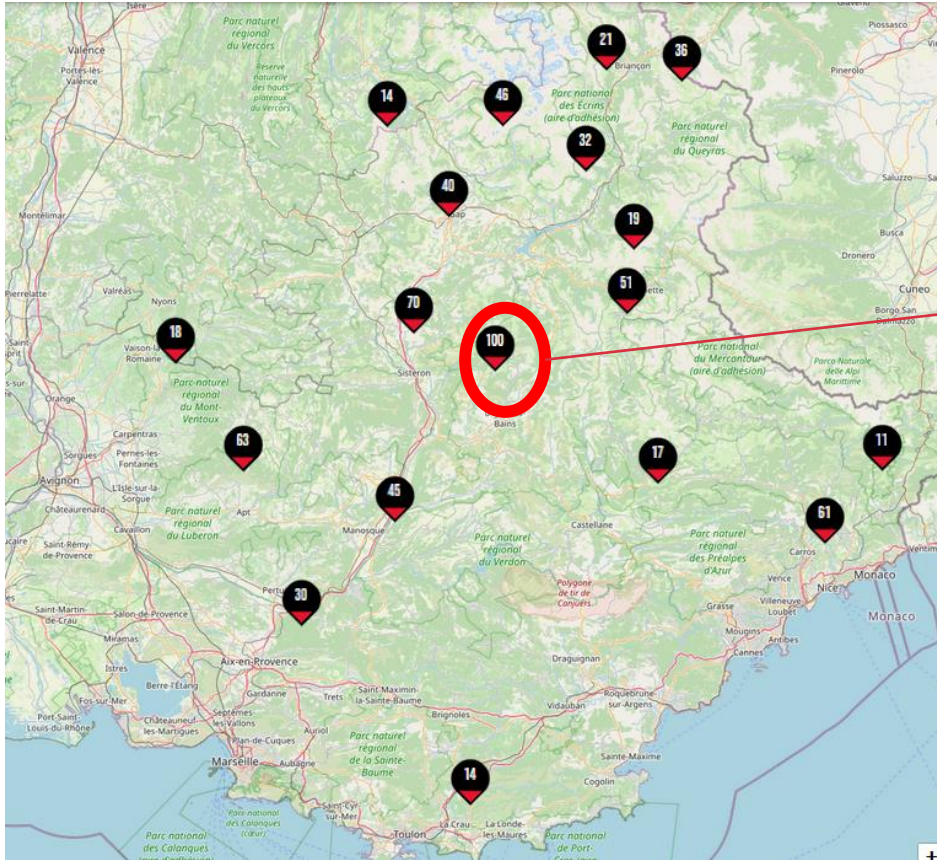 Isère
Parc naturel
régional
du Vercors
Valence
Portes-lès-
Valence
Réserve
naturelle
des hauts
plateaux
du Vercors
21
36
Briançon
Piossasco
Pinerolo
14
46
Parc national
des Écrins
(aire d'adhésion)
Parc naturel
régional
du Queyras
32
40
Saluzzo
Montélimar
19
Busca
Dronero
Pierrelatte
Valréas
Nyons
70
51
Cuneo
Borgo San
Dalmazzo
18
Vaison-la-
Romaine
100
Sisteron
Parc national
du Mercantour
(aire d'adhésion)
Parco Naturale
delle Alpi
Marittime
Parc naturel
régional
du Mont-
Ventoux
Orange
Bains
Carpentras
63
17
11
Sorgues
Pernes-les-
Fontaines
Avignon
L'Isle-sur-la-
Sorgue
Châteaurenard
Apt
45
Manosque
Castellane
61
Cavaillon
Parc naturel
régional
du Luberon
Saint-Rémy
de-Provence
Parc naturel
régional
du Verdon
Parc naturel
régional
des Préalpes
d'Azur
Carros
Vence
Nice
Monaco
Polygone
de tir de
Canjuers
Villeneuve
Loubet
Grasse
30
Saint-Martin
de-Crau
Salon-de-Provence
Monaco
Miramas
Mougins
Antibes
Cannes
Aix-en-Provence
Draguignan
Istres
Berre-l'Étang
Gardanne
Trets
Saint-Maximin-
la-Sainte-Baume
Vidauban
Roquebrune
sur-Argens
Fos-sur-Mer
Port-Saint-
Louis-du-Rhône
Châteauneuf
les-Martigues
Septèmes
les-Vallons
Auriol
Brignoles
Plan-de-Cuques
Marseille
Aubagne
Parc naturel
régional
de la Sainte-
Baume
Sainte-Maxime
14
Cogolin
Saint-Cyr
sur-Mer
La Crau
La Londe
les-Maures
Toulon
Parc national
des Calanques
(cœur)
Parc national
des Calanques
(aire d'adhésion)
Parc national
de Port-
+